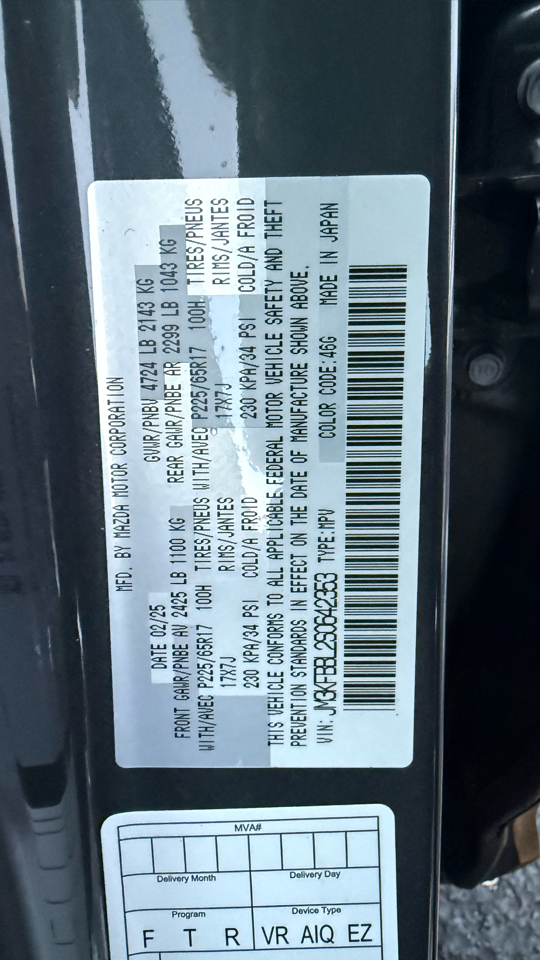 MFD. BY MAZDA MOTOR CORPORATION
DATE 02/25 GVWR/PNBV 4724 LB 2143 KG
FRONT GAWR/PNBE AV 2425 LB 1100 KG REAR GAWR/PNBE AR 2299 LB 1043 KG
WITH/AVEC P225/65R17 100H TIRES/PNEUS WITH/AVEC P225/65R17 100H TIRES/PNEUS
17X7J RIMS/JANTES 17X7J RIMS/JANTES
230 KPA/34 PSI COLD/A FROID 230 KPA/34 PSI COLD/A FROID
THIS VEHICLE CONFORMS TO ALL APPLICABLE FEDERAL MOTOR VEHICLE SAFETY AND THEFT
PREVENTION STANDARDS IN EFFECT ON THE DATE OF MANUFACTURE SHOWN ABOVE.
VIN: JM3KFBBL2S0642353 TYPE:MPV COLOR CODE:46G MADE IN JAPAN
MVA#
Delivery Month Delivery Day
Program Device Type
F T R VR AIQ EZ